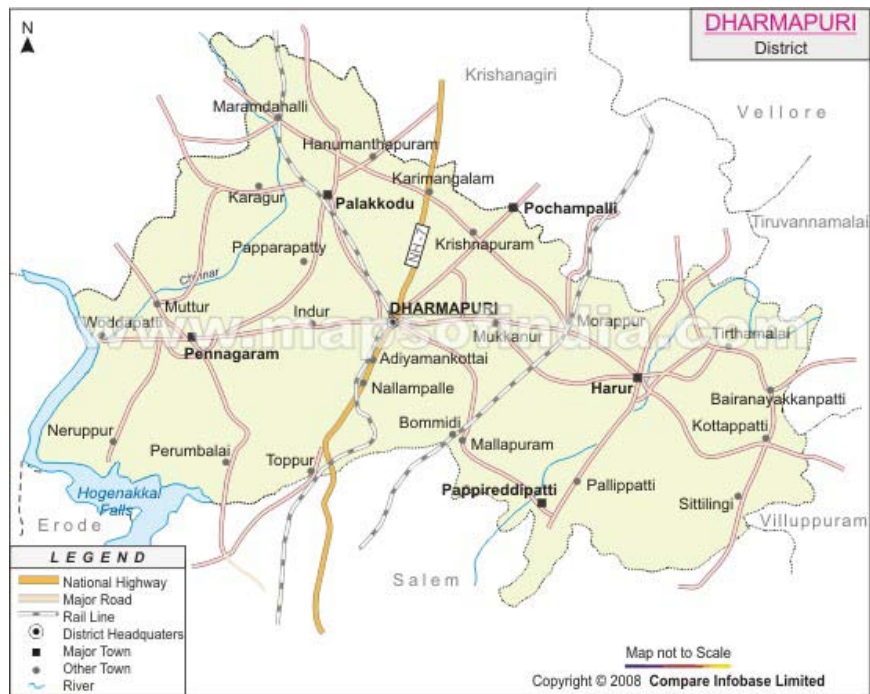 N
DHARMAPURI
District
Krishanagiri
Vellore
Maramdahalli
Hanumanthapuram
Karimangalam
Karagur
Palakkodu
Pochampalli
Tiruvannamalai
Papparapatty
Krishnapuram
NH-7
Chinnar
Muttur
DHARMAPURI
Woddapatti
Indur
Mukkanur
Morappur
Tirthamalai
www.mapsofindia.com
Pennagaram
Adiyamankottai
Nallampalle
Harur
Bairanayakkanpatti
Neruppur
Bommidi
Mallapuram
Kottappatti
Perumbalai
Toppur
Hogenakkal
Falls
Pappireddipatti
Pallippatti
Sittilingi
Erode
Villuppuram
Salem
LEGEND
National Highway
Major Road
Rail Line
District Headquaters
Major Town
Other Town
River
Map not to Scale
Copyright © 2008 Compare Infobase Limited